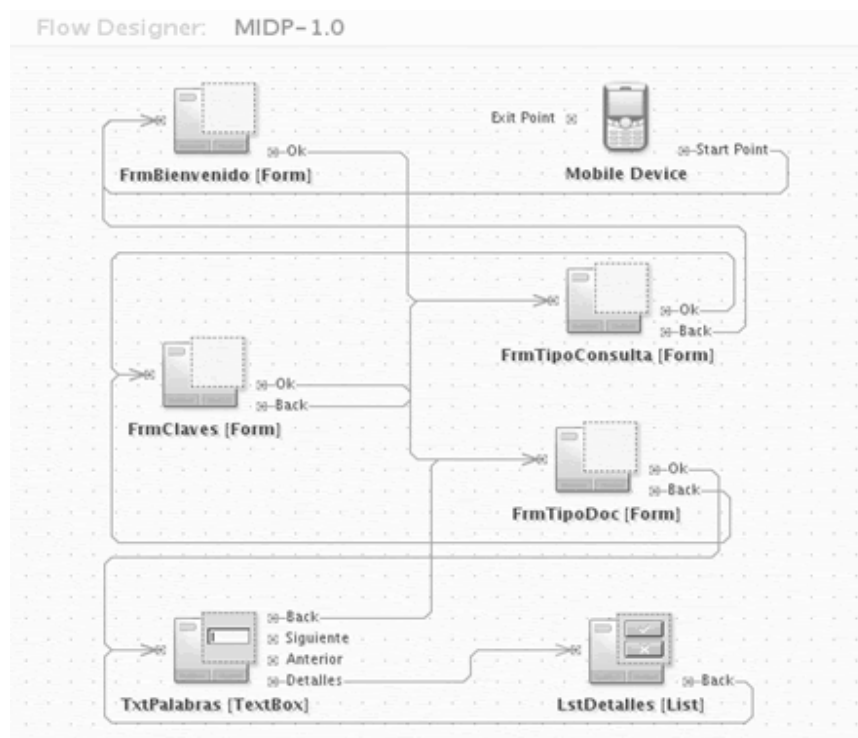 Flow Designer: MIDP-1.0
Exit Point
Ok
Start Point
FrmBienvenido [Form]
Mobile Device
Ok
Back
FrmTipoConsulta [Form]
Ok
Back
FrmClaves [Form]
Ok
Back
FrmTipoDoc [Form]
Back
Siguiente
Anterior
Detalles
Back
TxtPalabras [TextBox]
LstDetalles [List]